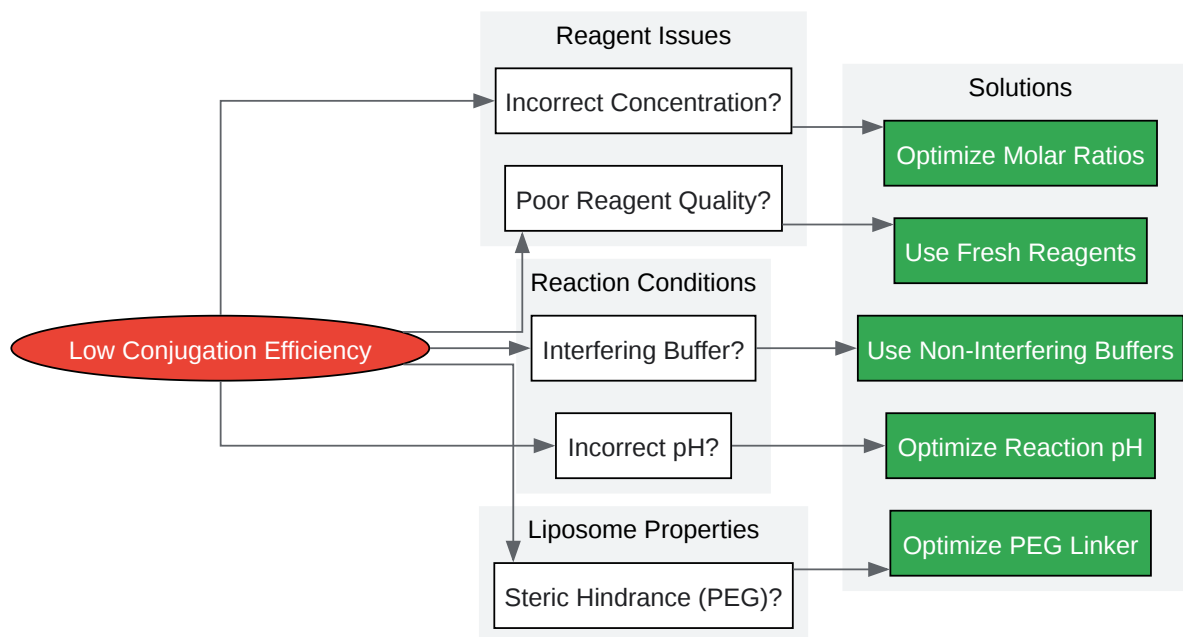 Reagent Issues
Incorrect Concentration?
Poor Reagent Quality?
Reaction Conditions
Interfering Buffer?
Incorrect pH?
Liposome Properties
Steric Hindrance (PEG)?
Low Conjugation Efficiency
Solutions
Optimize Molar Ratios
Use Fresh Reagents
Use Non-Interfering Buffers
Optimize Reaction pH
Optimize PEG Linker